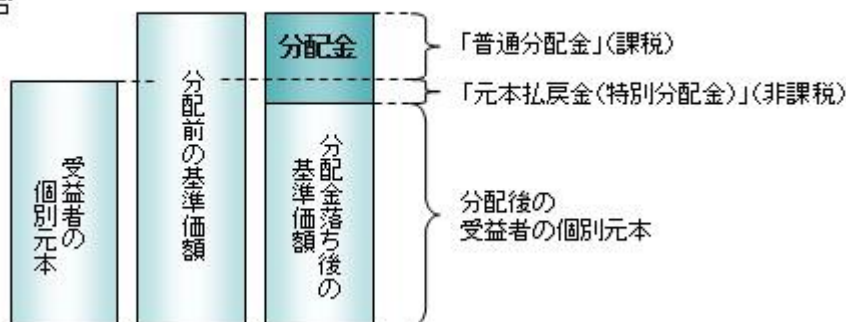 分配金
「普通分配金」(課税)
「元本払戻金(特別分配金)」(非課税)
受益者の
個別元本
分配前の基準価額
分配金落ち後の
基準価額
分配後の
受益者の個別元本